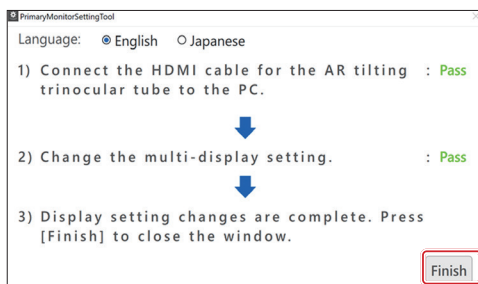 PrimaryMonitorSettingTool
Language: English Japanese
1) Connect the HDMI cable for the AR tilting : Pass
trinocular tube to the PC.
2) Change the multi-display setting. : Pass
3) Display setting changes are complete. Press
[Finish] to close the window.
Finish